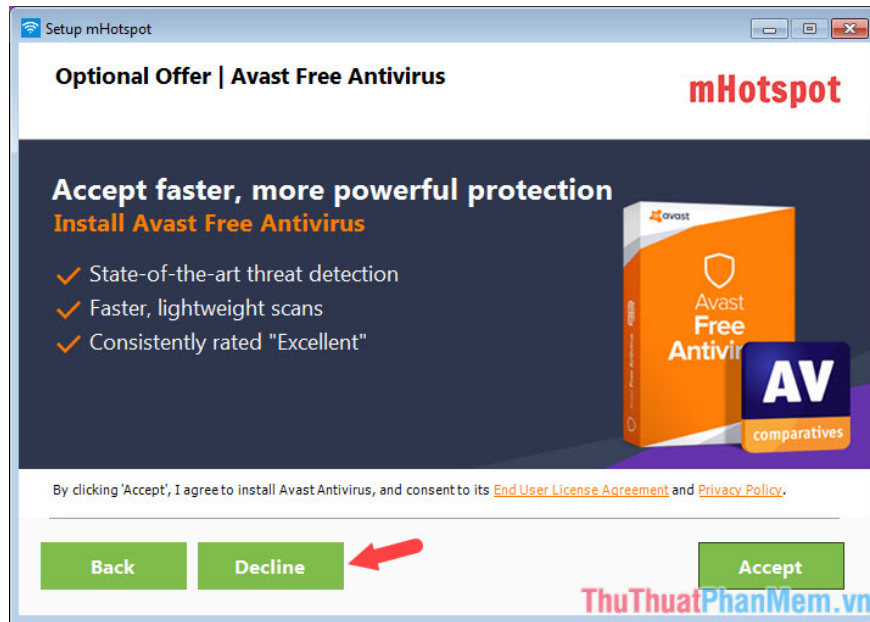 Setup mHotspot
Optional Offer | Avast Free Antivirus
mHotspot
Accept faster, more powerful protection
Install Avast Free Antivirus
State-of-the-art threat detection
Faster, lightweight scans
Consistently rated "Excellent"
avast
Avast
Free
Antivir
AV
comparatives
By clicking 'Accept', I agree to install Avast Antivirus, and consent to its End User License Agreement and Privacy Policy.
Back
Decline
Accept
ThuThuatPhanMem.vn